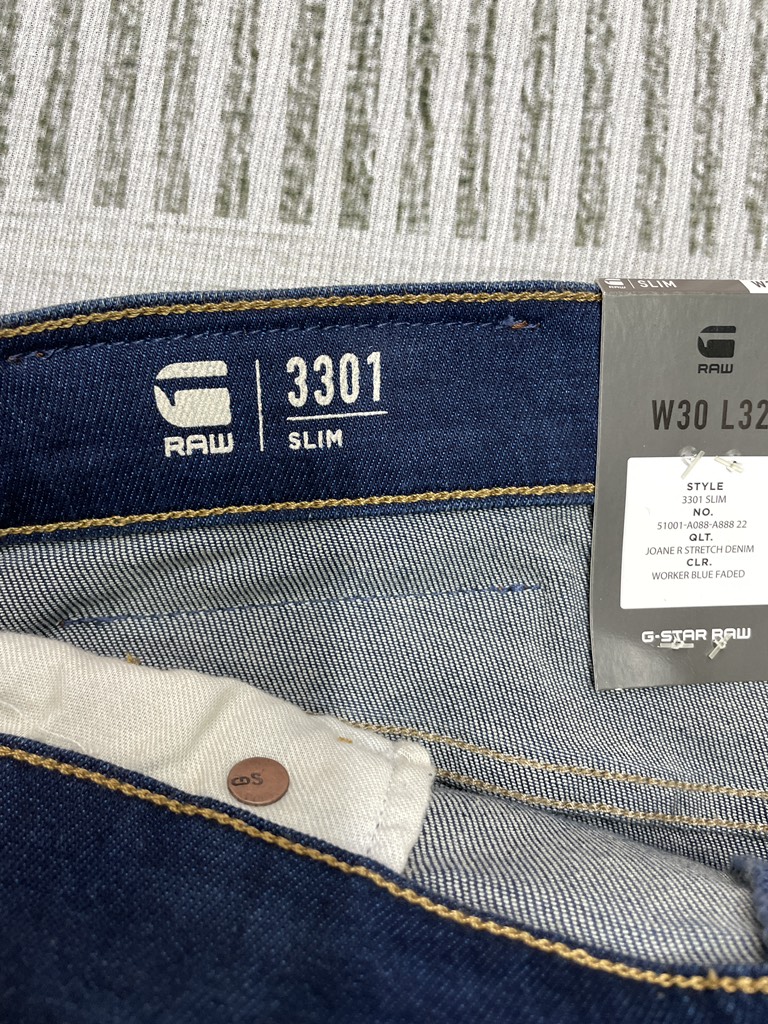 SLIM
RAW
3301
SLIM
RAW
W30 L32
STYLE
3301 SLIM
NO.
51001-A088-A888 22
QLT.
JOANE R STRETCH DENIM
CLR.
WORKER BLUE FADED
G-STAR RAW
GS